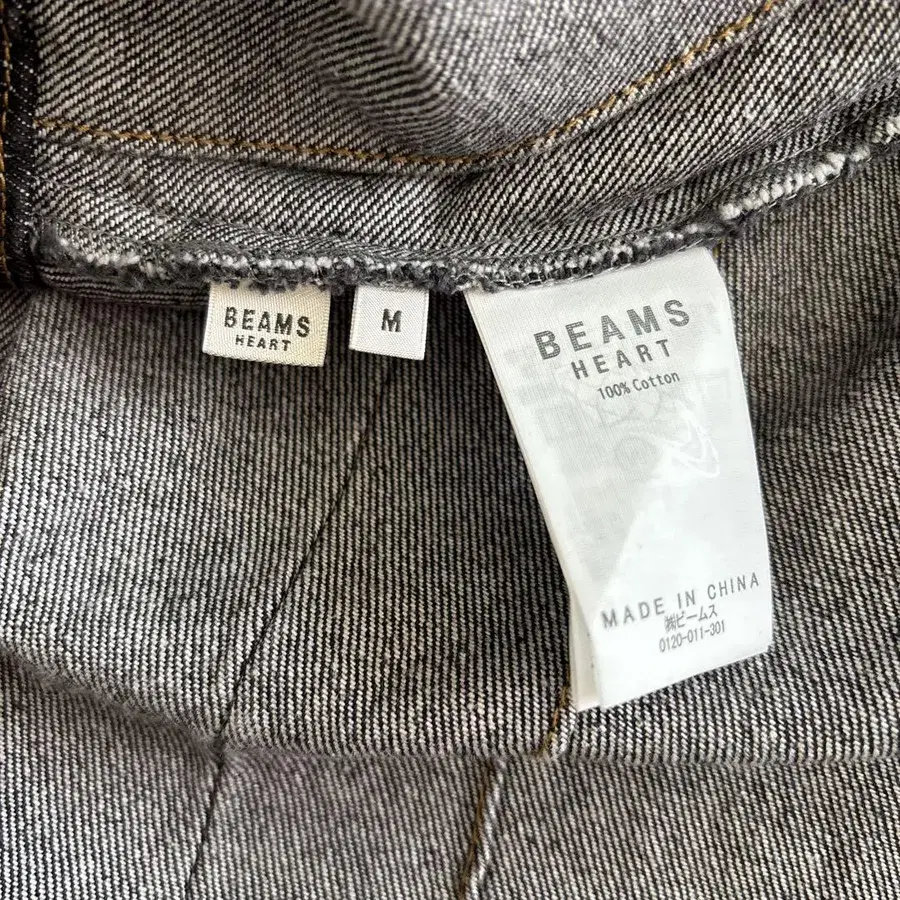 BEAMS
HEART
M
BEAMS
HEART
100% Cotton
MADE IN CHINA
㈱ビームス
0120-011-301